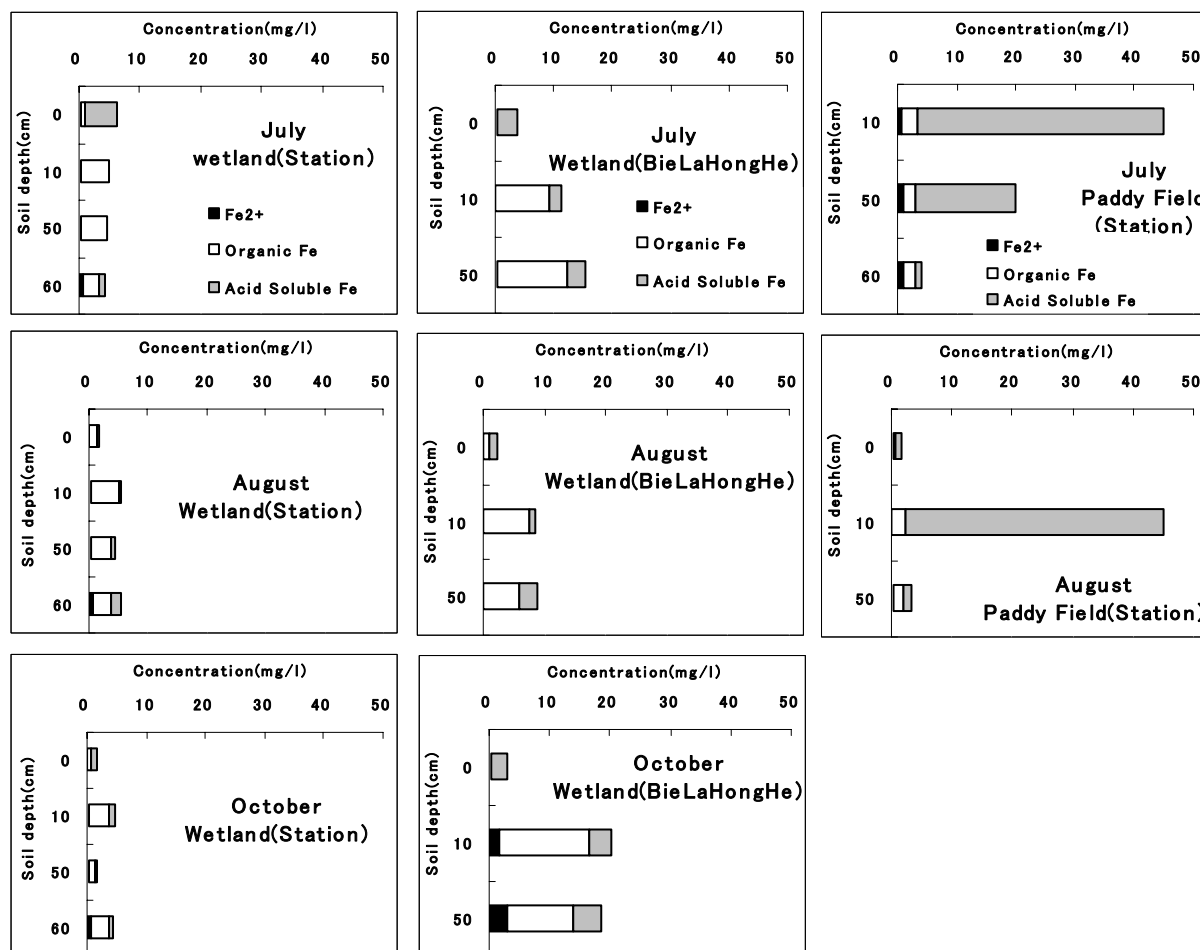 Concentration(mg/l)
0 10 20 30 40 50
Soil depth(cm)
0
10
50
60
July
wetland(Station)
Fe2+
Organic Fe
Acid Soluble Fe
Concentration(mg/l)
0 10 20 30 40 50
Soil depth(cm)
0
10
50
July
Wetland(BieLaHongHe)
Fe2+
Organic Fe
Acid Soluble Fe
Concentration(mg/l)
0 10 20 30 40 50
Soil depth(cm)
10
50
60
July
Paddy Field
(Station)
Fe2+
Organic Fe
Acid Soluble Fe
Concentration(mg/l)
0 10 20 30 40 50
Soil depth(cm)
0
10
50
60
August
Wetland(Station)
Concentration(mg/l)
0 10 20 30 40 50
Soil depth(cm)
0
10
50
August
Wetland(BieLaHongHe)
Concentration(mg/l)
0 10 20 30 40 50
Soil depth(cm)
0
10
50
August
Paddy Field(Station)
Concentration(mg/l)
0 10 20 30 40 50
Soil depth(cm)
0
10
50
60
October
Wetland(Station)
Concentration(mg/l)
0 10 20 30 40 50
Soil depth(cm)
0
10
50
October
Wetland(BieLaHongHe)